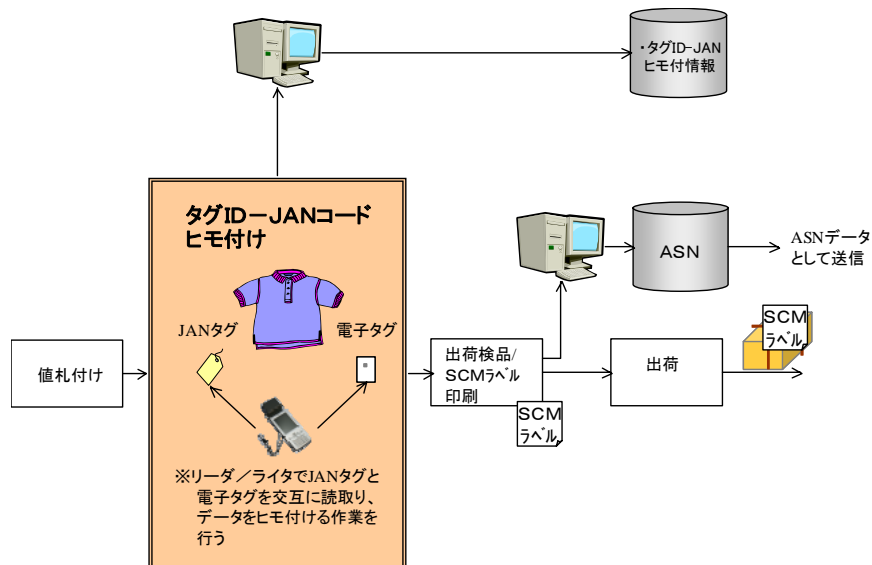 ・タグID-JAN
ヒモ付情報
タグID－JANコード
ヒモ付け
JANタグ
電子タグ
※リーダ／ライタでJANタグと
電子タグを交互に読取り、
データをヒモ付ける作業を
行う
値札付け
出荷検品/
SCMﾗﾍﾞﾙ
印刷
SCM
ﾗﾍﾞﾙ
ASN
ASNデータ
として送信
出荷
SCM
ﾗﾍﾞﾙ